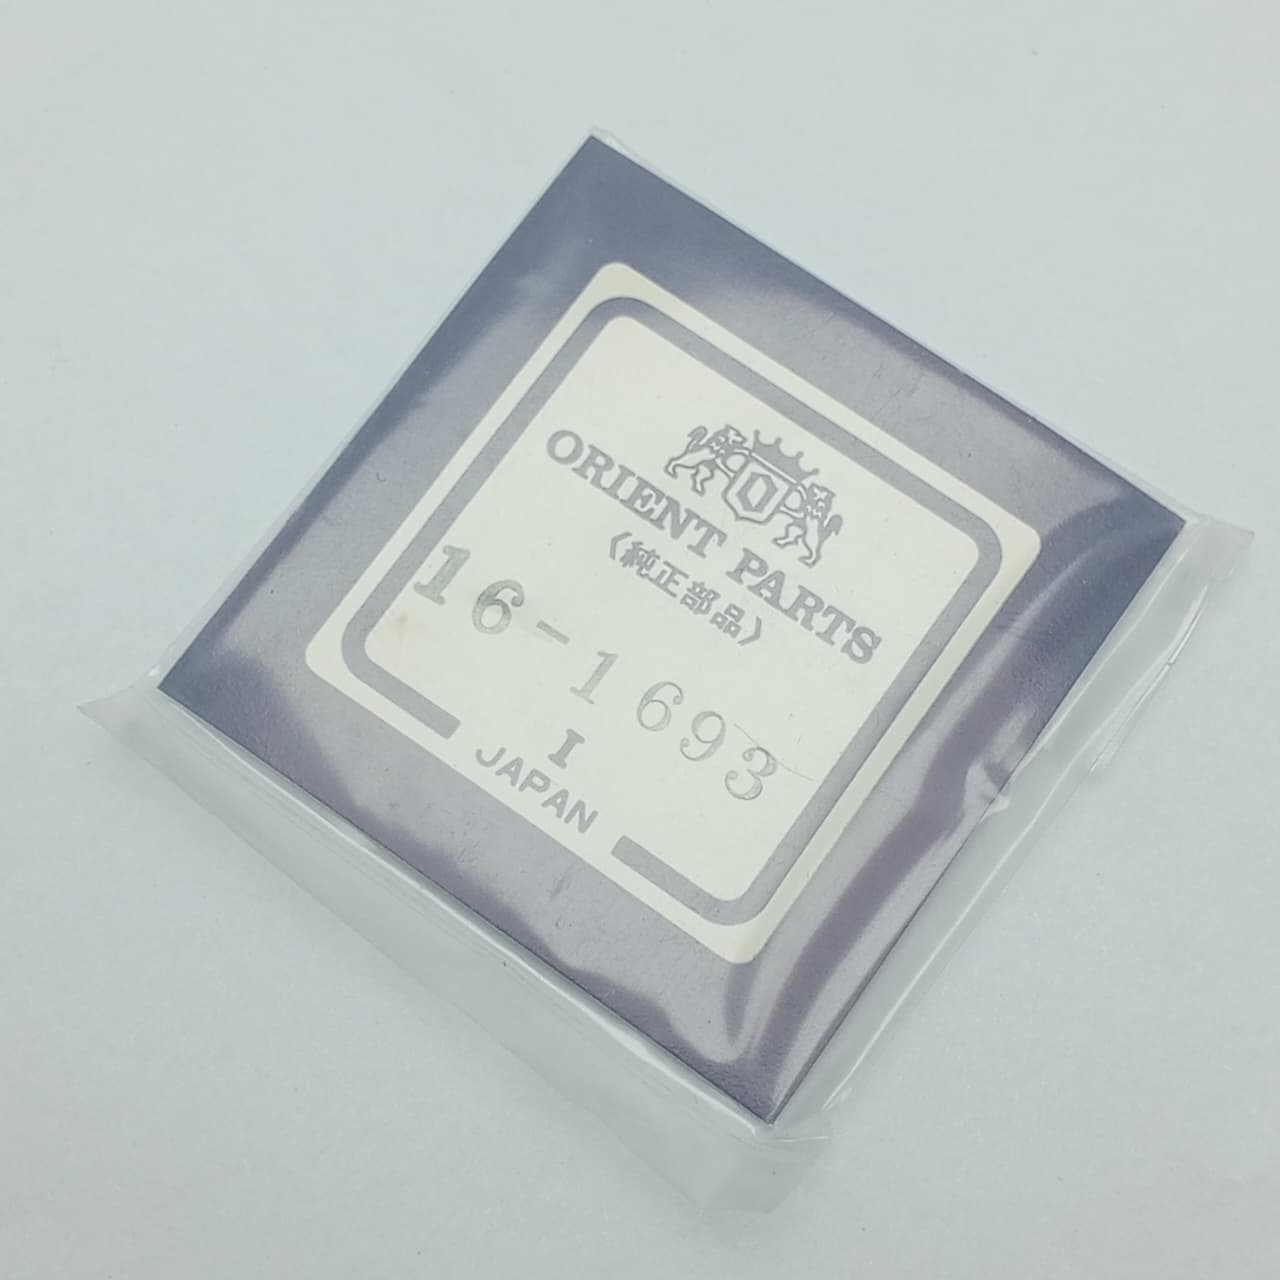 O
ORIENT PARTS
〈純正部品〉
16-1693
I
JAPAN